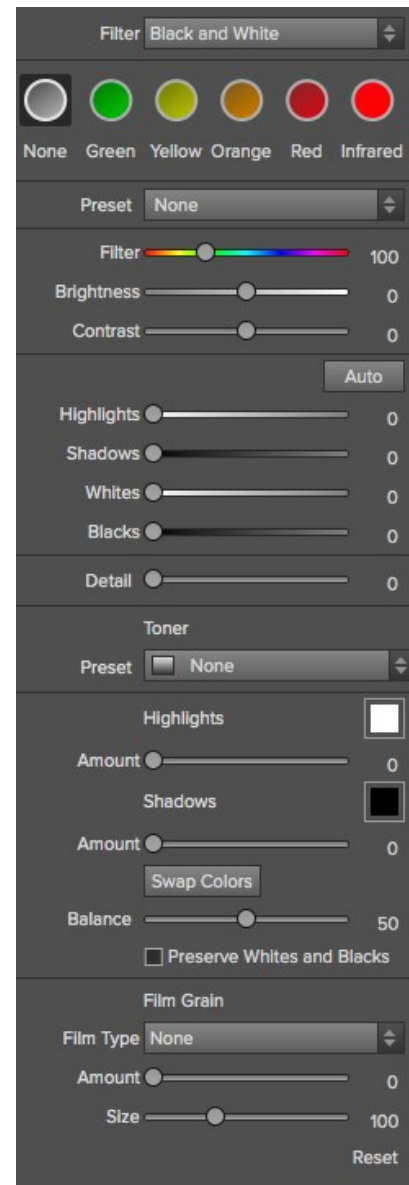 Filter Black and White
None Green Yellow Orange Red Infrared
Preset None
Filter 100
Brightness 0
Contrast 0
Auto
Highlights 0
Shadows 0
Whites 0
Blacks 0
Detail 0
Toner
Preset None
Highlights
Amount 0
Shadows
Amount 0
Swap Colors
Balance 50
Preserve Whites and Blacks
Film Grain
Film Type None
Amount 0
Size 100
Reset